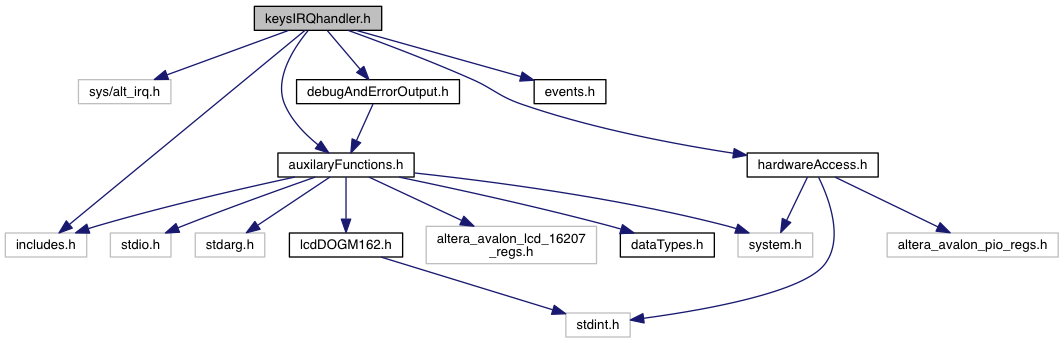 keysIRQhandler.h
sys/alt_irq.h
debugAndErrorOutput.h
events.h
auxilaryFunctions.h
hardwareAccess.h
includes.h
stdio.h
stdarg.h
lcdDOGM162.h
altera_avalon_lcd_16207
_regs.h
dataTypes.h
system.h
altera_avalon_pio_regs.h
stdint.h